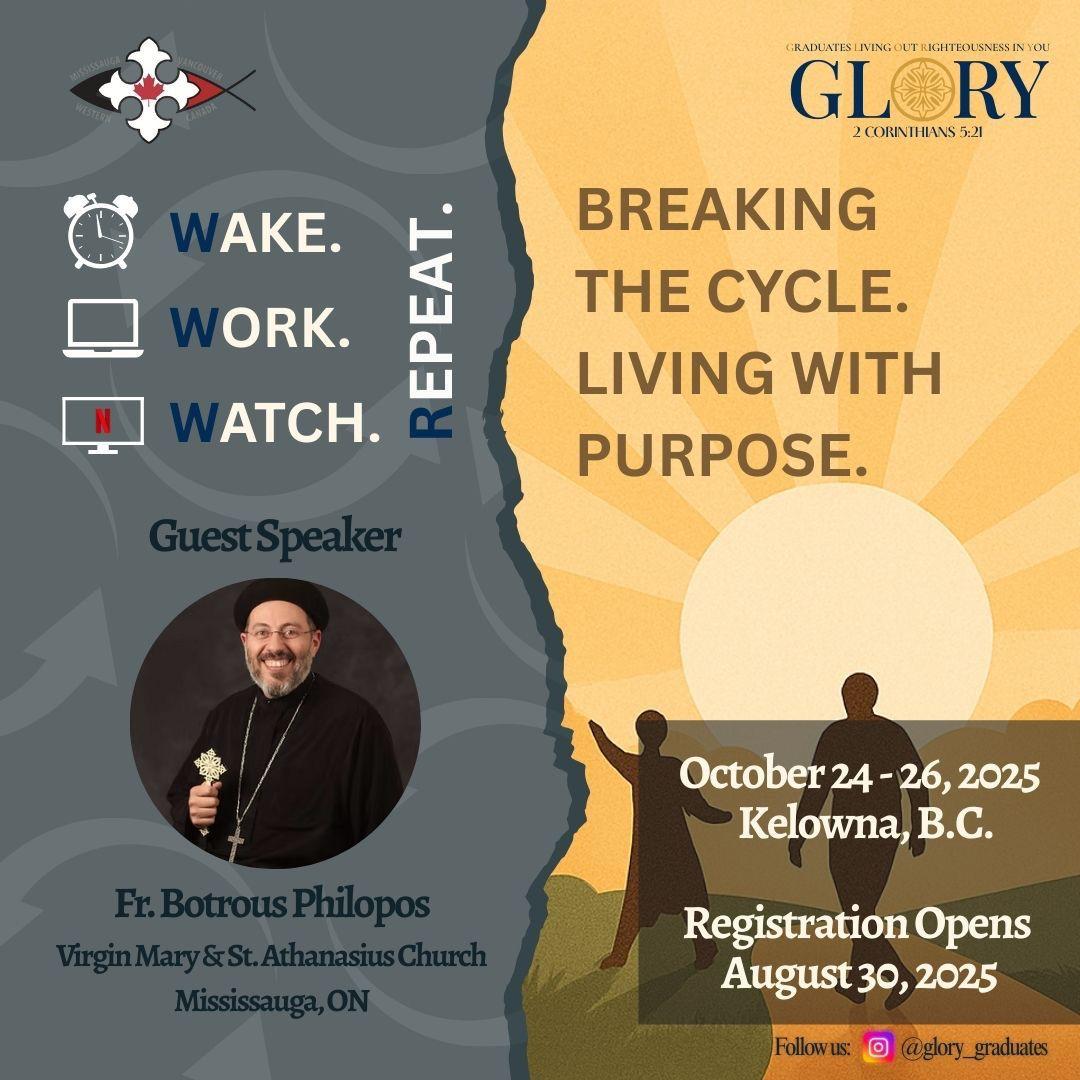 MISSISSAUGA
VANCOUVER
WESTERN
CANADA
WAKE.
WORK.
WATCH.
REPEAT.
N
Guest Speaker
Fr. Botrous Philopos
Virgin Mary & St. Athanasius Church
Mississauga, ON
GRADUATES LIVING OUT RIGHTEOUSNESS IN YOU
GLORY
2 CORINTHIANS 5:21
BREAKING
THE CYCLE.
LIVING WITH
PURPOSE.
October 24 - 26, 2025
Kelowna, B.C.
Registration Opens
August 30, 2025
Follow us: @glory_graduates